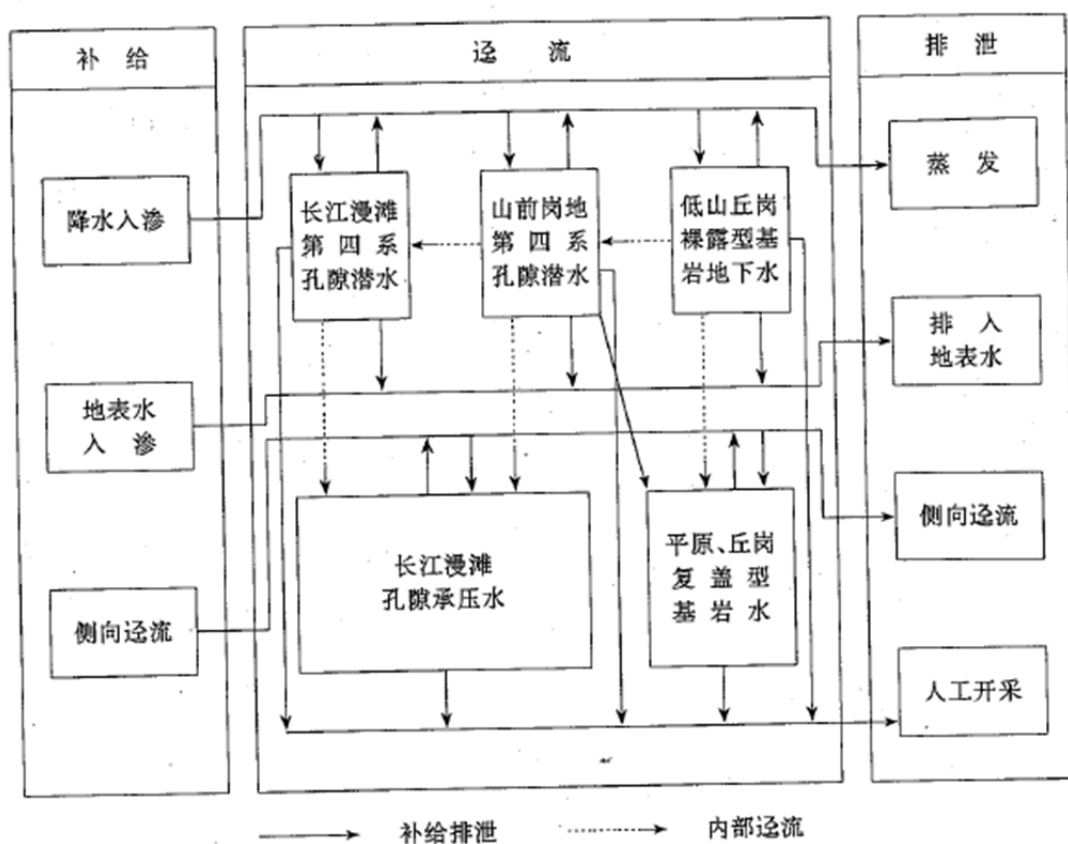 补 给
迳 流
排 泄
降水入渗
地表水
入 渗
侧向迳流
长江漫滩
第 四 系
孔隙潜水
山前岗地
第 四 系
孔隙潜水
低山丘岗
裸露型基
岩地下水
长江漫滩
孔隙承压水
平原、丘岗
复 盖 型
基 岩 水
蒸 发
排 入
地表水
侧向迳流
人工开采
补给排泄
内部迳流